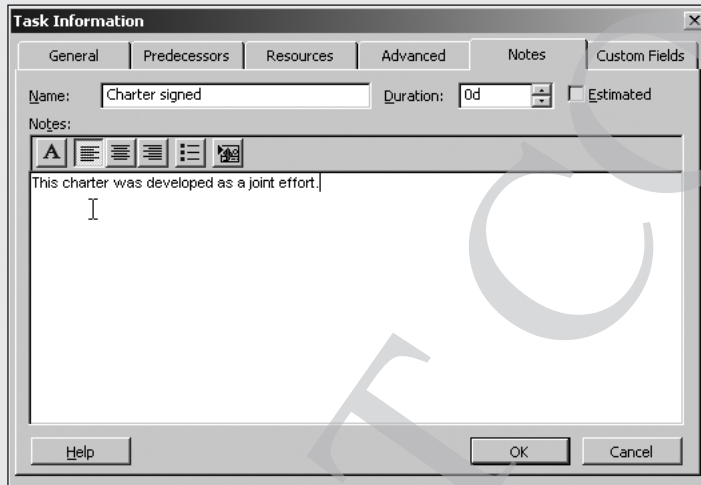 Task Information
General Predecessors Resources Advanced Notes Custom Fields
Name: Charter signed Duration: 0d Estimated
Notes:
A
This charter was developed as a joint effort.
Help OK Cancel
T CO